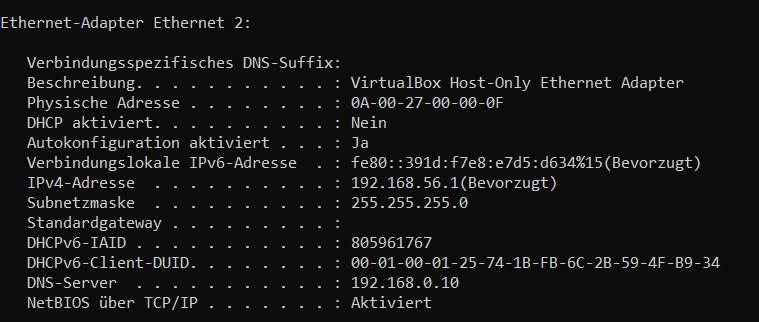 Ethernet-Adapter Ethernet 2:
Verbindungsspezifisches DNS-Suffix:
Beschreibung. . . . . . . . . . . : VirtualBox Host-Only Ethernet Adapter
Physische Adresse . . . . . . . . : 0A-00-27-00-00-0F
DHCP aktiviert. . . . . . . . . . : Nein
Autokonfiguration aktiviert . . . : Ja
Verbindungslokale IPv6-Adresse  . : fe80::391d:f7e8:e7d5:d634%15(Bevorzugt)
IPv4-Adresse  . . . . . . . . . . : 192.168.56.1(Bevorzugt)
Subnetzmaske  . . . . . . . . . . : 255.255.255.0
Standardgateway . . . . . . . . . :
DHCPv6-IAID . . . . . . . . . . . : 805961767
DHCPv6-Client-DUID. . . . . . . . : 00-01-00-01-25-74-1B-FB-6C-2B-59-4F-B9-34
DNS-Server  . . . . . . . . . . . : 192.168.0.10
NetBIOS über TCP/IP . . . . . . . : Aktiviert